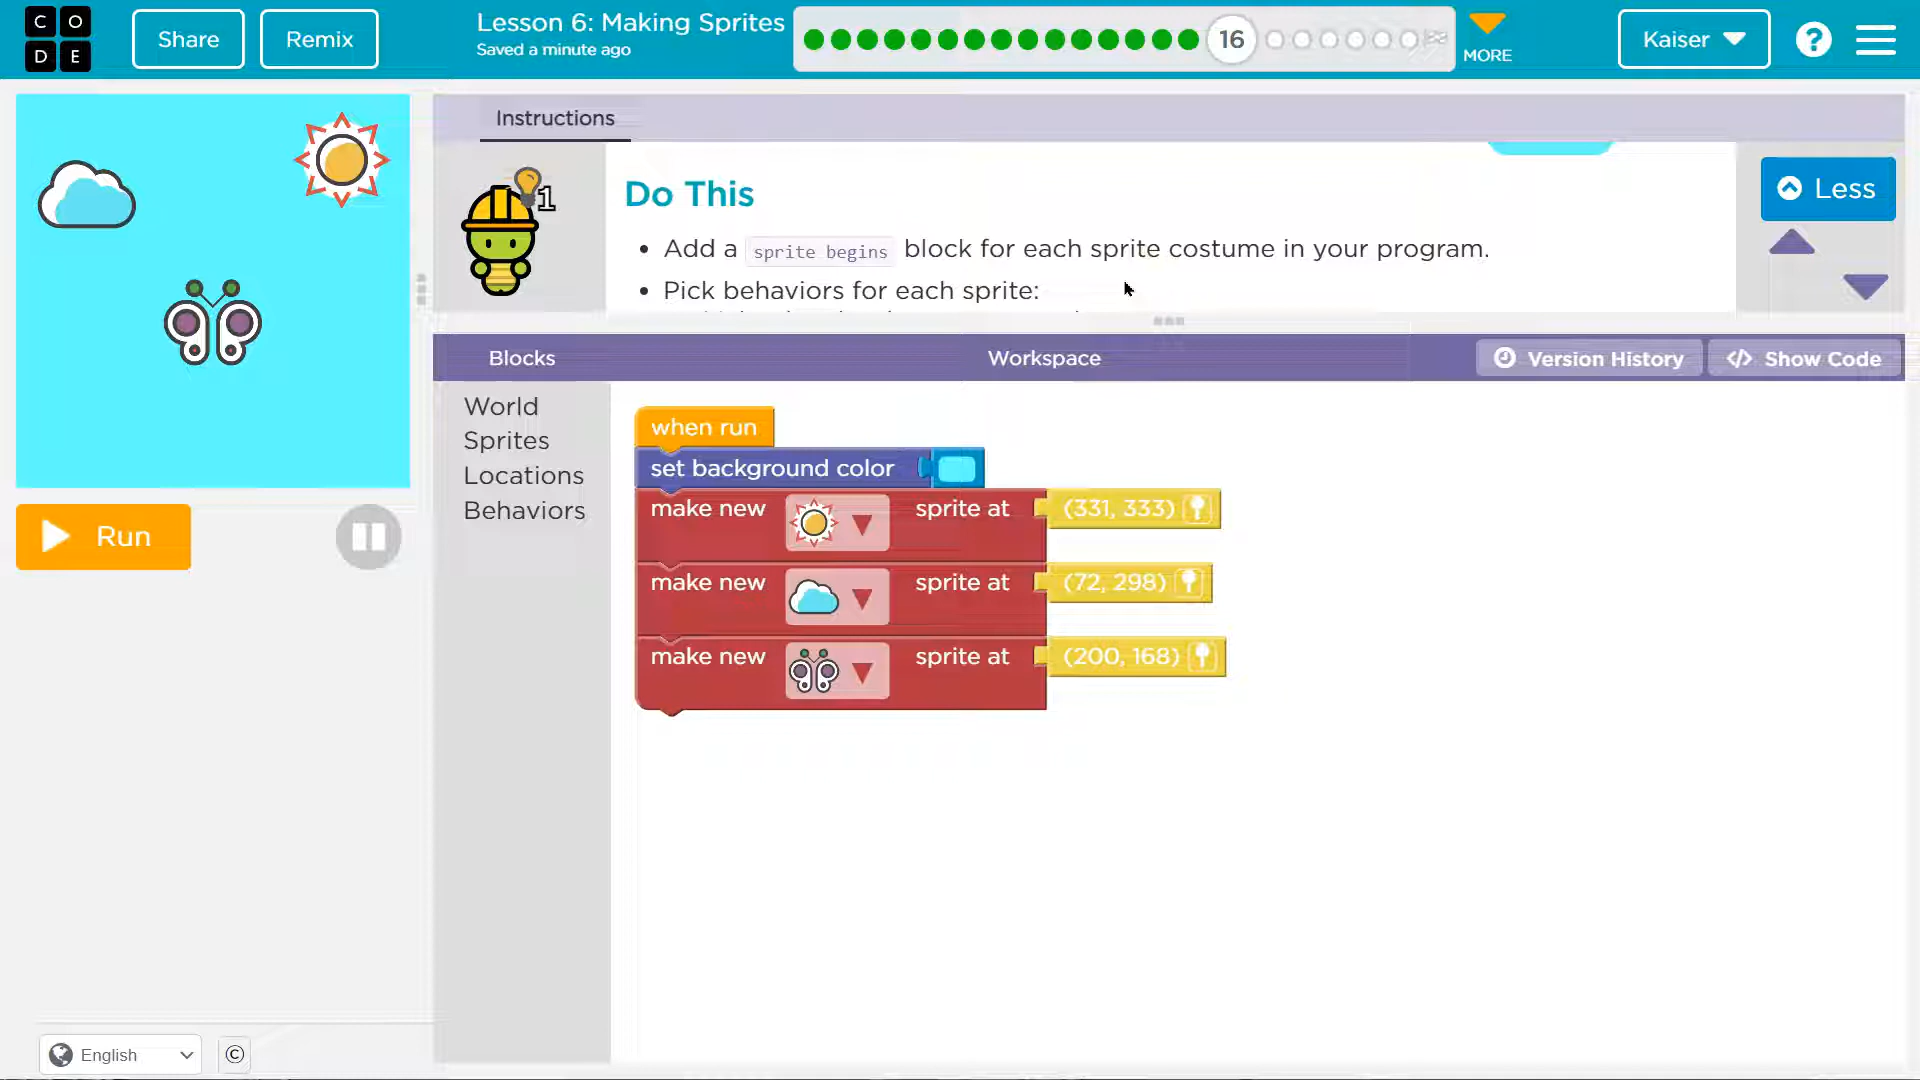 C O
D E
Share
Remix
Lesson 6: Making Sprites
Saved a minute ago
16
MORE
Kaiser
?
Instructions
1
Do This
Less
• Add a sprite begins block for each sprite costume in your program.
• Pick behaviors for each sprite:
Blocks
Workspace
Version History
</> Show Code
World
Sprites
Locations
Behaviors
when run
set background color
make new sprite at (331, 333)
make new sprite at (72, 298)
make new sprite at (200, 168)
Run
English
©